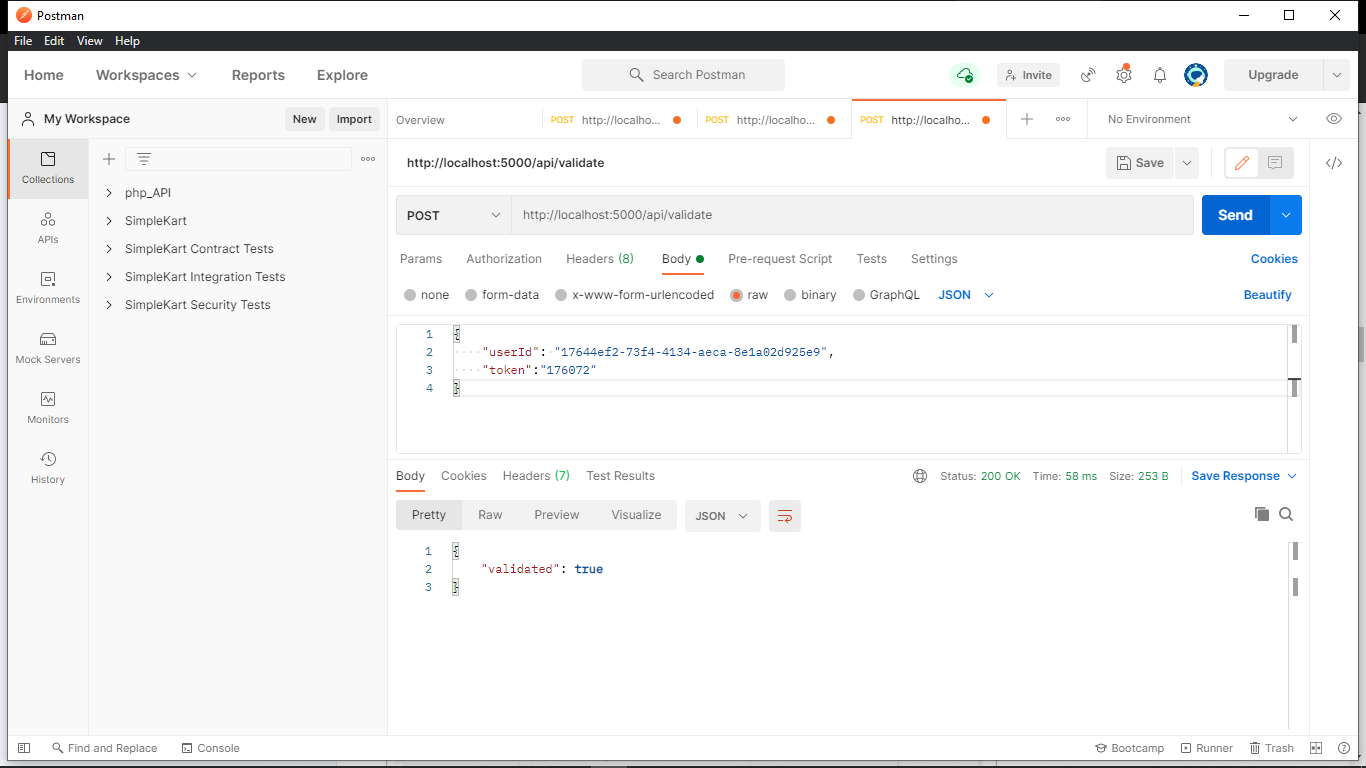 Postman
File Edit View Help
Home Workspaces Reports Explore Search Postman Invite Upgrade
My Workspace New Import
Overview POST http://localho... POST http://localho... POST http://localho... No Environment
Collections
APIs
Environments
Mock Servers
Monitors
History
php_API
SimpleKart
SimpleKart Contract Tests
SimpleKart Integration Tests
SimpleKart Security Tests
http://localhost:5000/api/validate Save
POST http://localhost:5000/api/validate Send
Params Authorization Headers (8) Body Pre-request Script Tests Settings Cookies
none form-data x-www-form-urlencoded raw binary GraphQL JSON Beautify
1 {
2 "userId": "17644ef2-73f4-4134-aeca-8e1a02d925e9",
3 "token":"176072"
4 }
Body Cookies Headers (7) Test Results Status: 200 OK Time: 58 ms Size: 253 B Save Response
Pretty Raw Preview Visualize JSON
1 {
2 "validated": true
3 }
Find and Replace Console Bootcamp Runner Trash